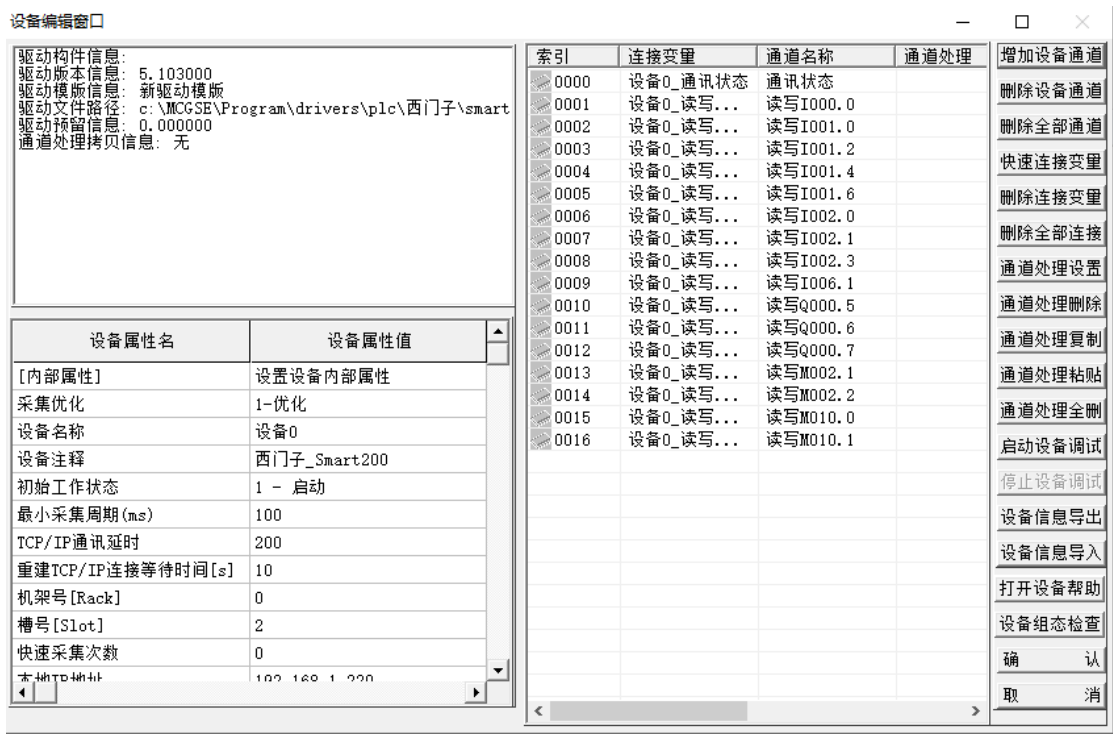 设备编辑窗口
驱动构件信息:
驱动版本信息: 5.103000
驱动模版信息: 新驱动模版
驱动文件路径: c:\MCGSE\Program\drivers\plc\西门子\smart
驱动预留信息: 0.000000
通道处理拷贝信息: 无
设备属性名 设备属性值
[内部属性] 设置设备内部属性
采集优化 1-优化
设备名称 设备0
设备注释 西门子_Smart200
初始工作状态 1 - 启动
最小采集周期(ms) 100
TCP/IP通讯延时 200
重建TCP/IP连接等待时间[s] 10
机架号[Rack] 0
槽号[Slot] 2
快速采集次数 0
本地IP地址 192.168.1.220
索引 连接变量 通道名称 通道处理
0000 设备0_通讯状态 通讯状态
0001 设备0_读写... 读写I000.0
0002 设备0_读写... 读写I001.0
0003 设备0_读写... 读写I001.2
0004 设备0_读写... 读写I001.4
0005 设备0_读写... 读写I001.6
0006 设备0_读写... 读写I002.0
0007 设备0_读写... 读写I002.1
0008 设备0_读写... 读写I002.3
0009 设备0_读写... 读写I006.1
0010 设备0_读写... 读写Q000.5
0011 设备0_读写... 读写Q000.6
0012 设备0_读写... 读写Q000.7
0013 设备0_读写... 读写M002.1
0014 设备0_读写... 读写M002.2
0015 设备0_读写... 读写M010.0
0016 设备0_读写... 读写M010.1
增加设备通道
删除设备通道
删除全部通道
快速连接变量
删除连接变量
删除全部连接
通道处理设置
通道处理删除
通道处理复制
通道处理粘贴
通道处理全删
启动设备调试
停止设备调试
设备信息导出
设备信息导入
打开设备帮助
设备组态检查
确 认
取 消